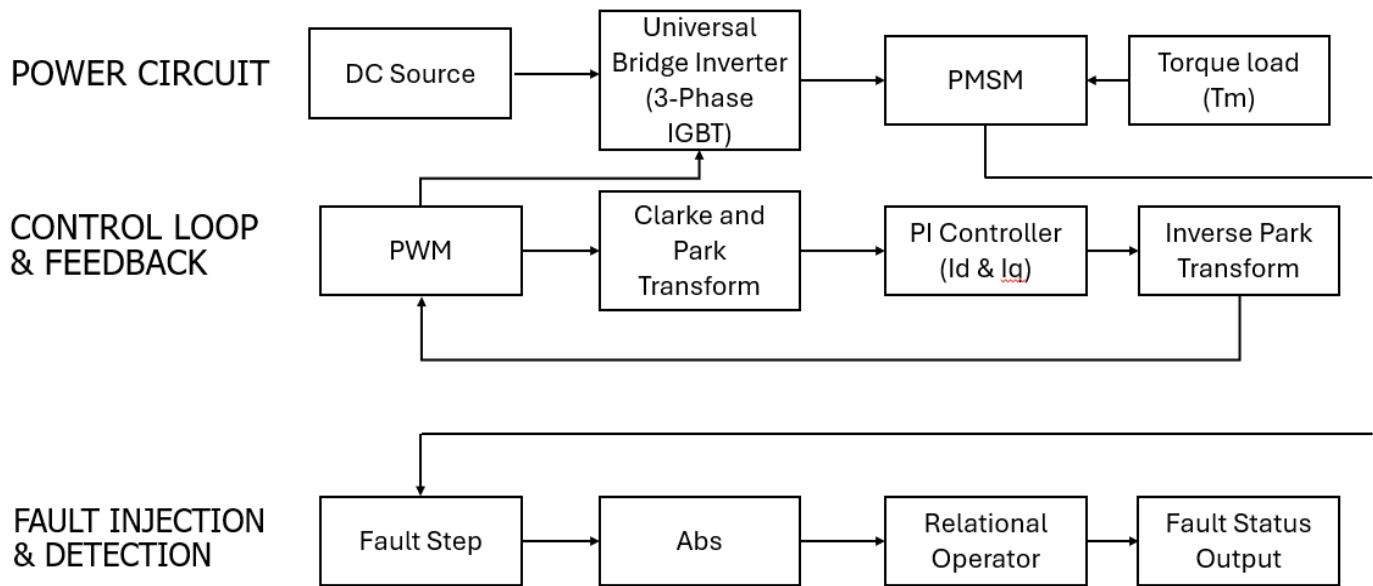 POWER CIRCUIT
DC Source
Universal
Bridge Inverter
(3-Phase
IGBT)
PMSM
Torque load
(Tm)
CONTROL LOOP
& FEEDBACK
PWM
Clarke and
Park
Transform
PI Controller
(Id & Iq)
Inverse Park
Transform
FAULT INJECTION
& DETECTION
Fault Step
Abs
Relational
Operator
Fault Status
Output